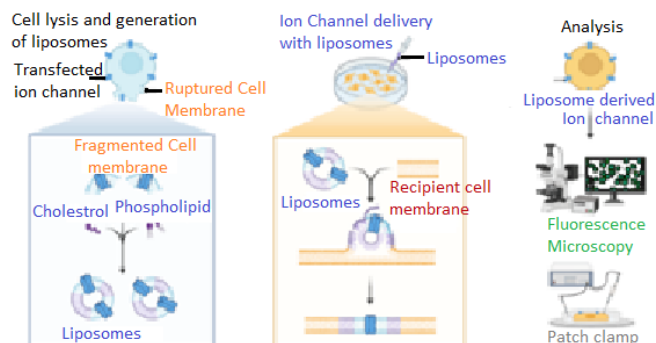 Cell lysis and generation
of liposomes
Transfected
ion channel
Ruptured Cell
Membrane
Fragmented Cell
membrane
Cholestrol
Phospholipid
Liposomes
Ion Channel delivery
with liposomes
Liposomes
Liposomes
Recipient cell
membrane
Analysis
Liposome derived
Ion channel
Fluorescence
Microscopy
Patch clamp